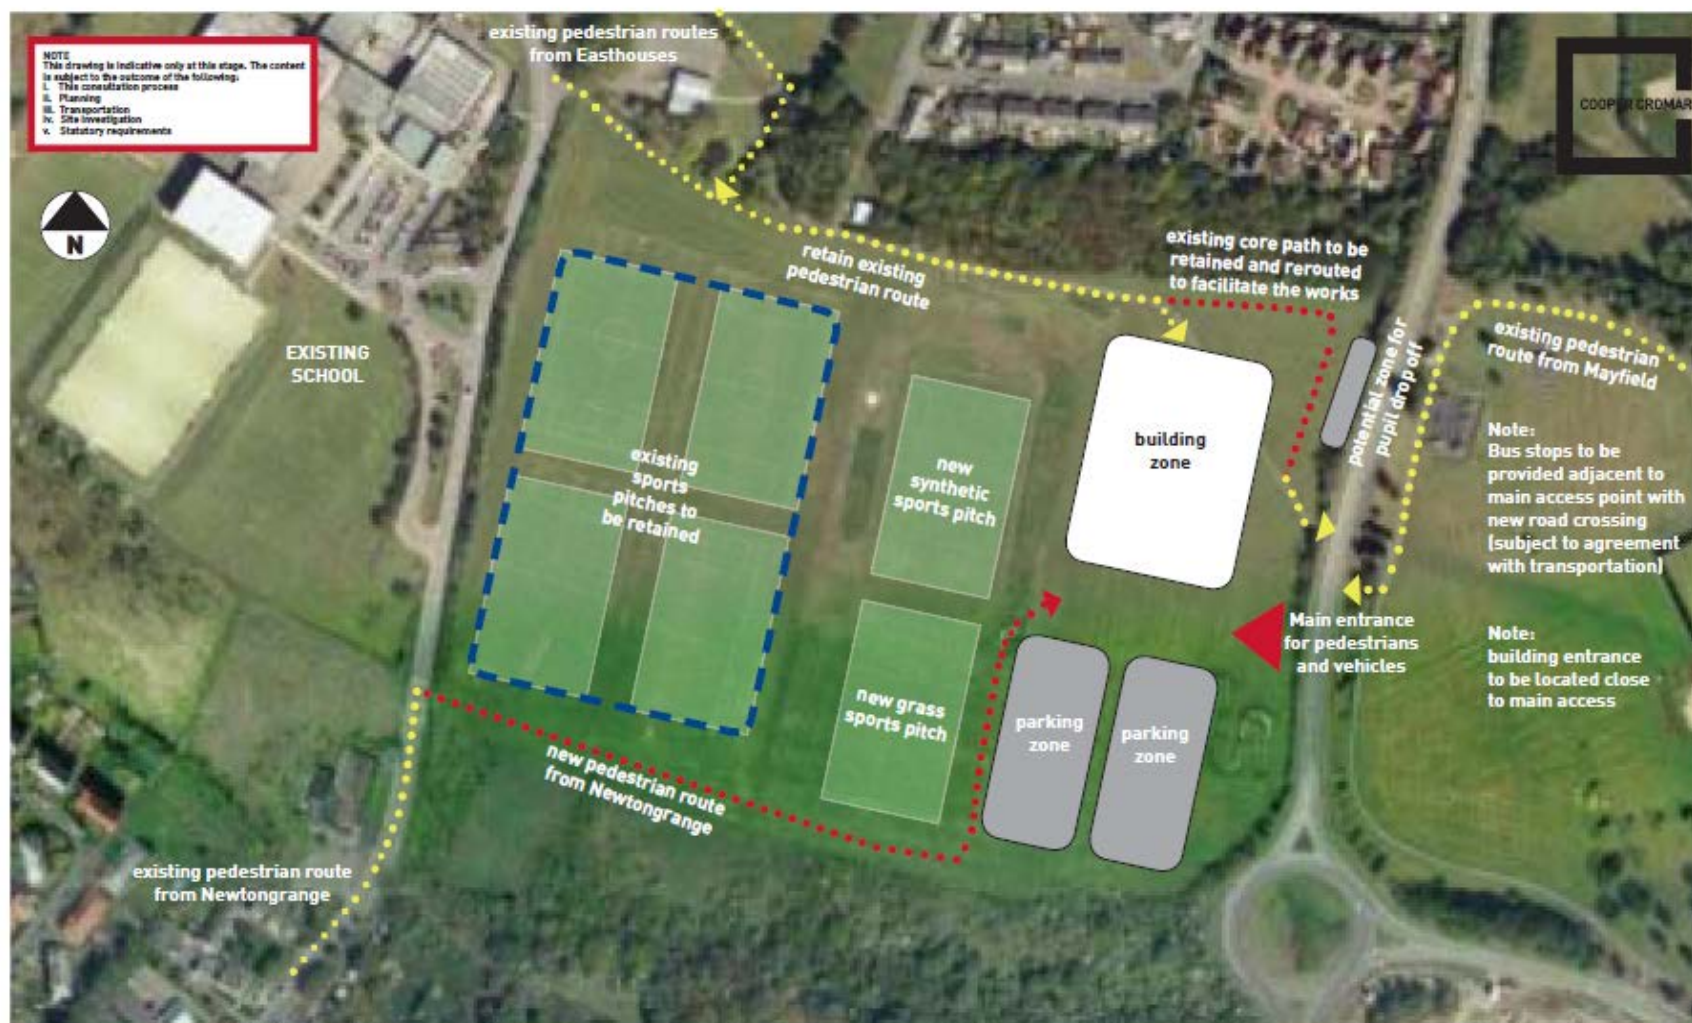 NOTE
This drawing is indicative only at this stage. The content
is subject to the outcome of the following:
i. This consultation process
ii. Planning
iii. Transportation
iv. Site investigation
v. Statutory requirements
existing pedestrian routes
from Easthouses
COOPER CROMAR
N
EXISTING
SCHOOL
retain existing
pedestrian route
existing core path to be
retained and rerouted
to facilitate the works
potential zone for
pupil drop off
existing pedestrian
route from Mayfield
existing
sports
pitches to
be retained
new
synthetic
sports pitch
building
zone
Note:
Bus stops to be
provided adjacent to
main access point with
new road crossing
(subject to agreement
with transportation)
Main entrance
for pedestrians
and vehicles
Note:
building entrance
to be located close
to main access
new grass
sports pitch
parking
zone
parking
zone
new pedestrian route
from Newtongrange
existing pedestrian route
from Newtongrange